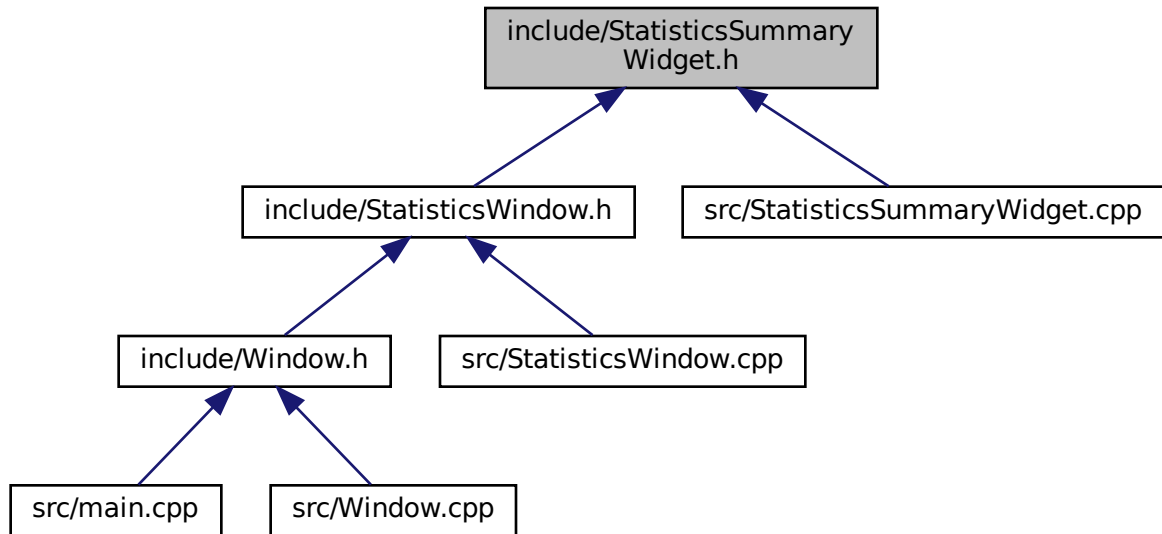 include/StatisticsSummary
Widget.h
include/StatisticsWindow.h
src/StatisticsSummaryWidget.cpp
include/Window.h
src/StatisticsWindow.cpp
src/main.cpp
src/Window.cpp